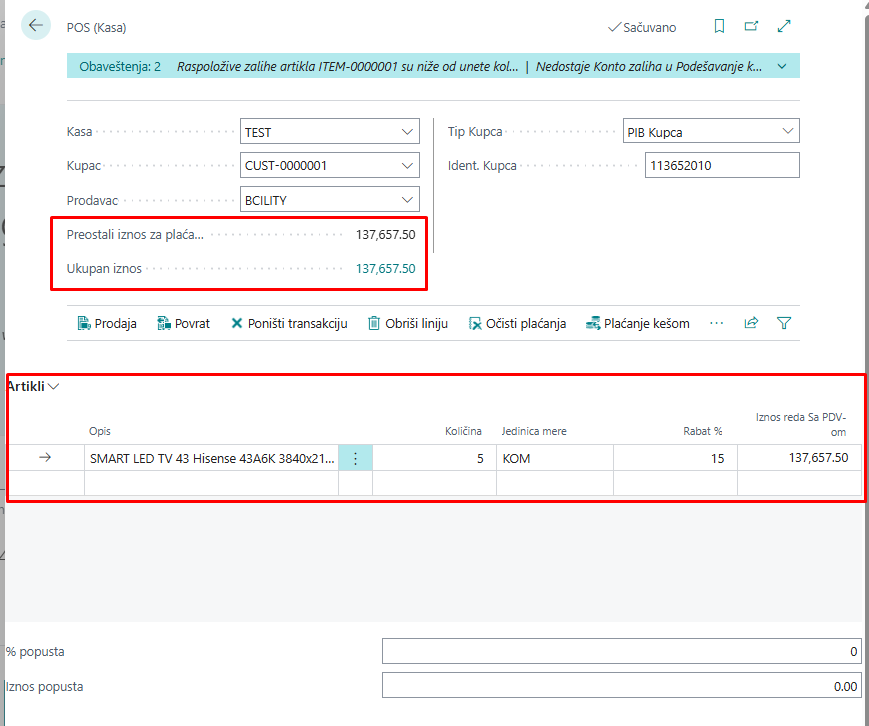 POS (Kasa)
Sačuvano
Obaveštenja: 2 Raspoložive zalihe artikla ITEM-0000001 su niže od unete kol... | Nedostaje Konto zaliha u Podešavanje k...
Kasa TEST
Tip Kupca PIB Kupca
Kupac CUST-0000001
Ident. Kupca 113652010
Prodavac BCILITY
Preostali iznos za plaća... 137,657.50
Ukupan iznos 137,657.50
Prodaja Povrat Poništi transakciju Obriši liniju Očisti plaćanja Plaćanje kešom ...
Artikli
Opis Količina Jedinica mere Rabat % Iznos reda Sa PDV-
om
SMART LED TV 43 Hisense 43A6K 3840x21... 5 KOM 15 137,657.50
% popusta 0
Iznos popusta 0.00